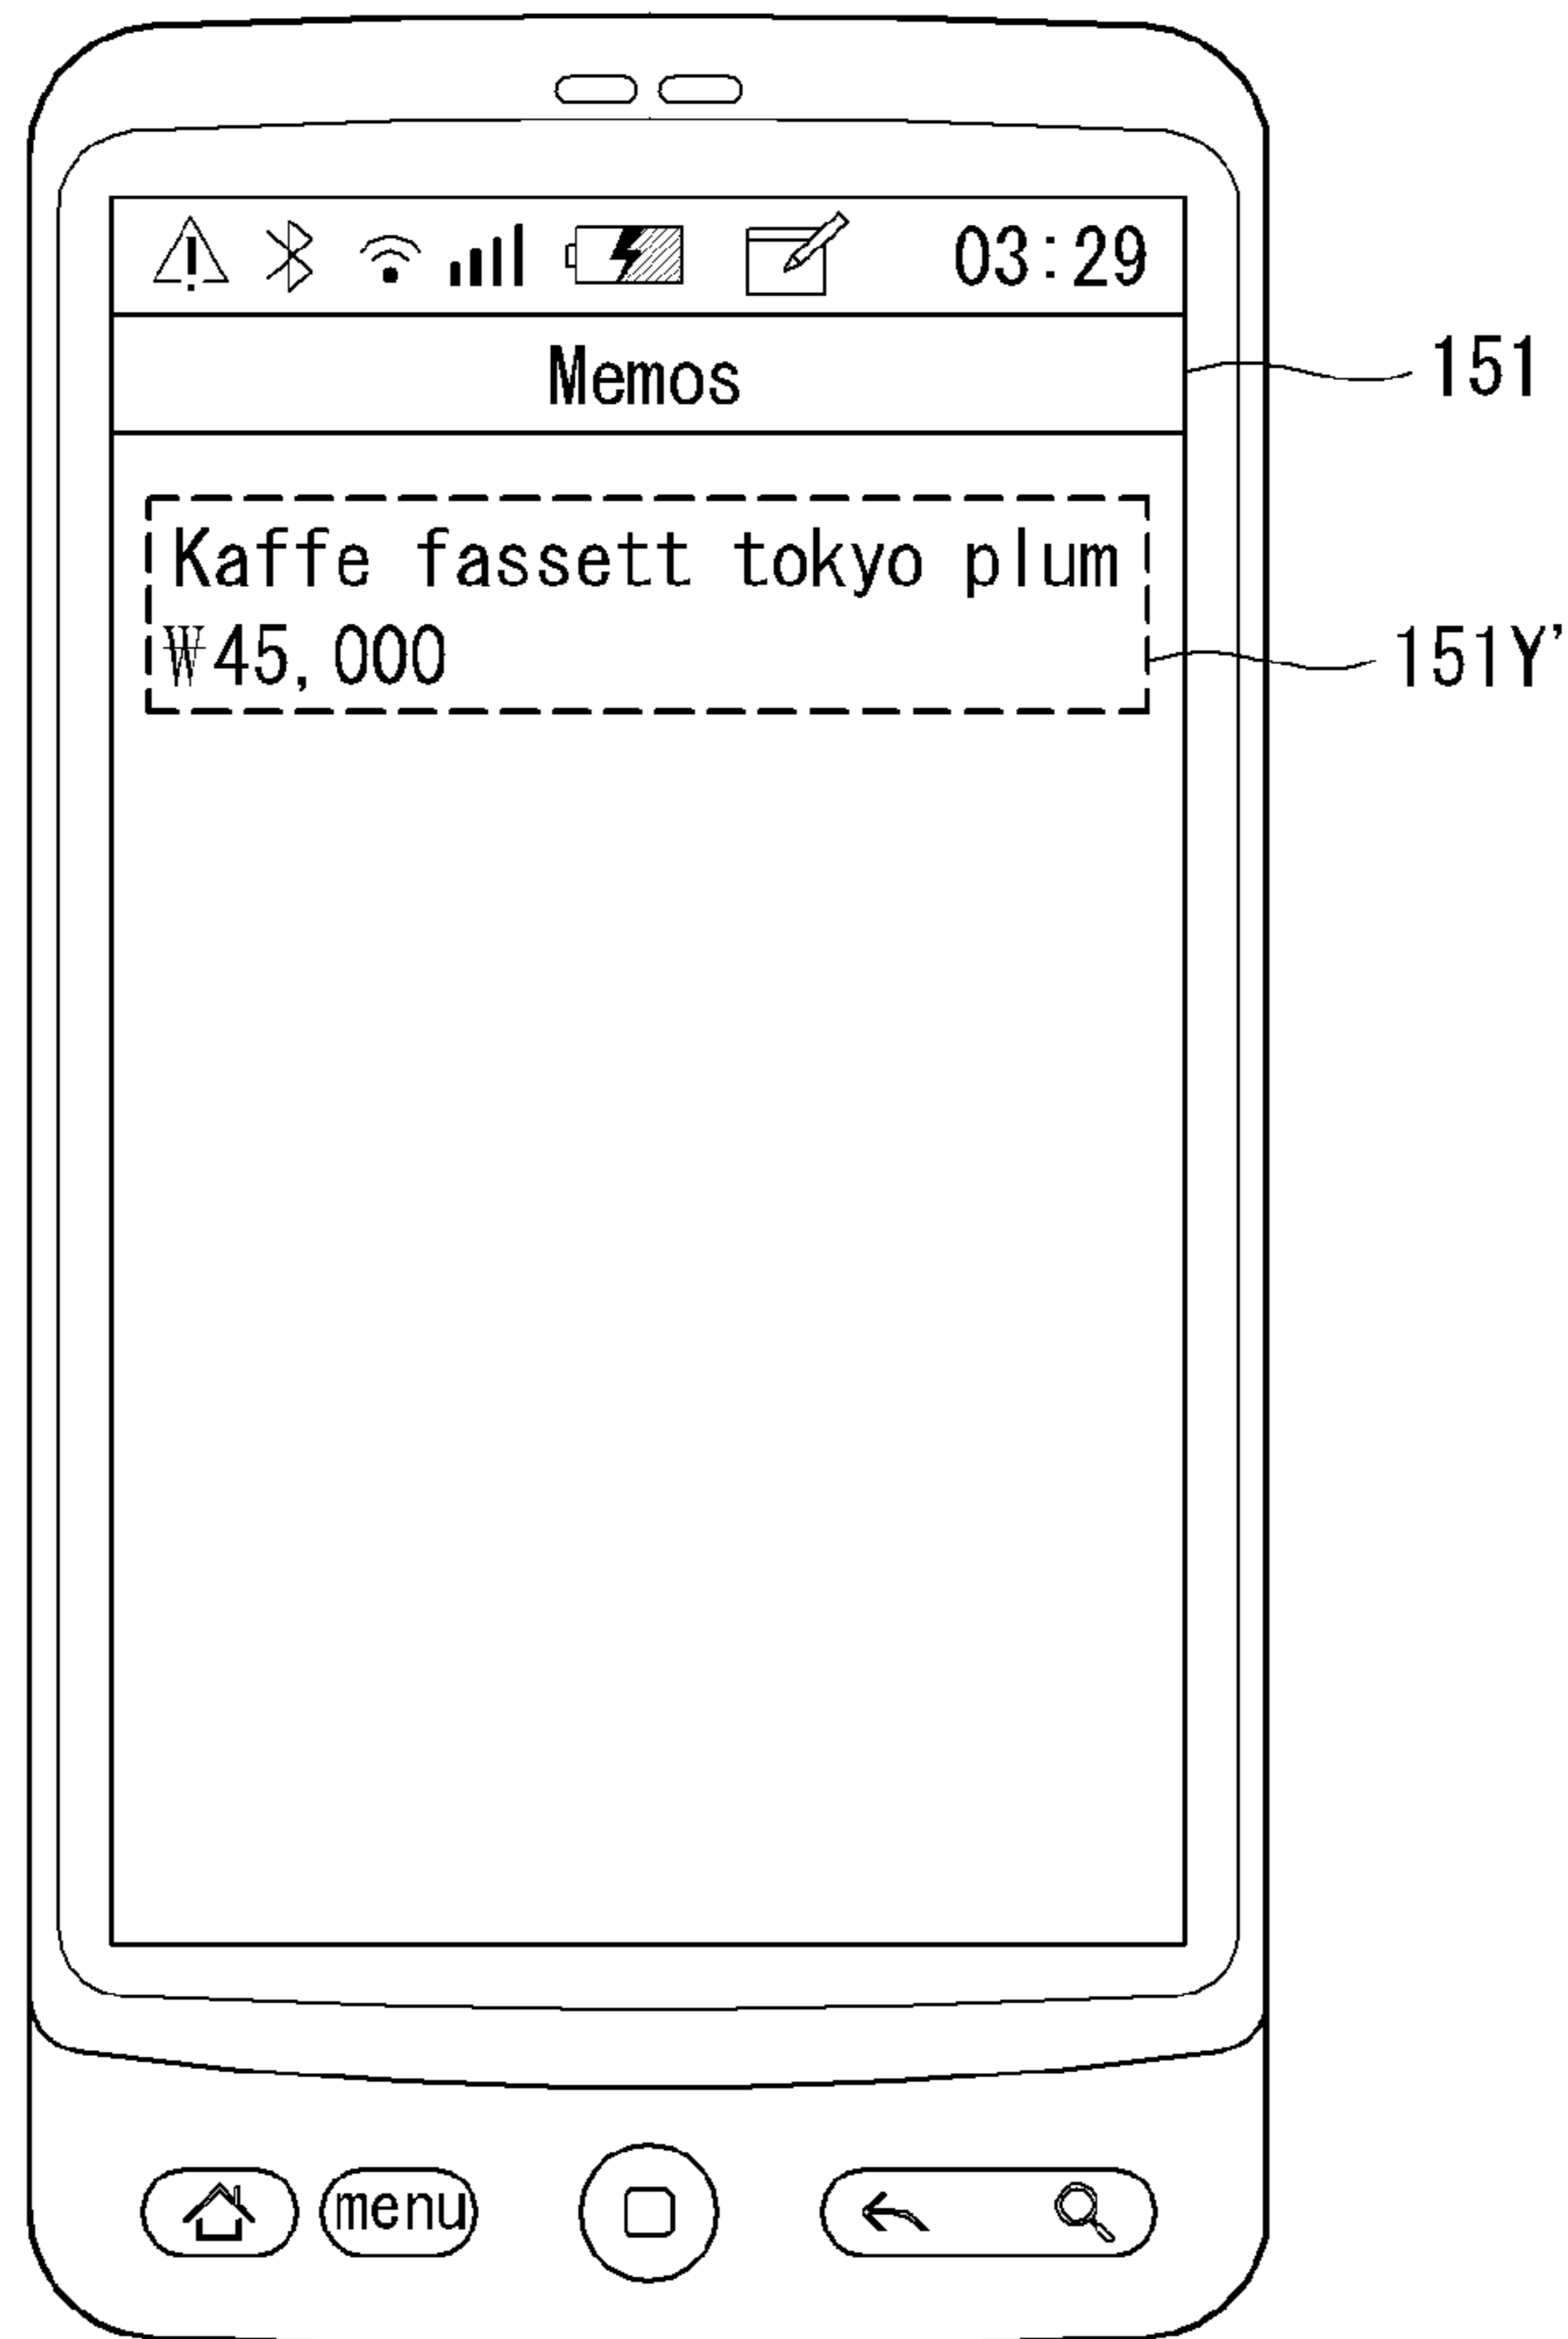 03:29
Memos
151
Kaffe fassett tokyo plum
₩45,000
151Y'
menu